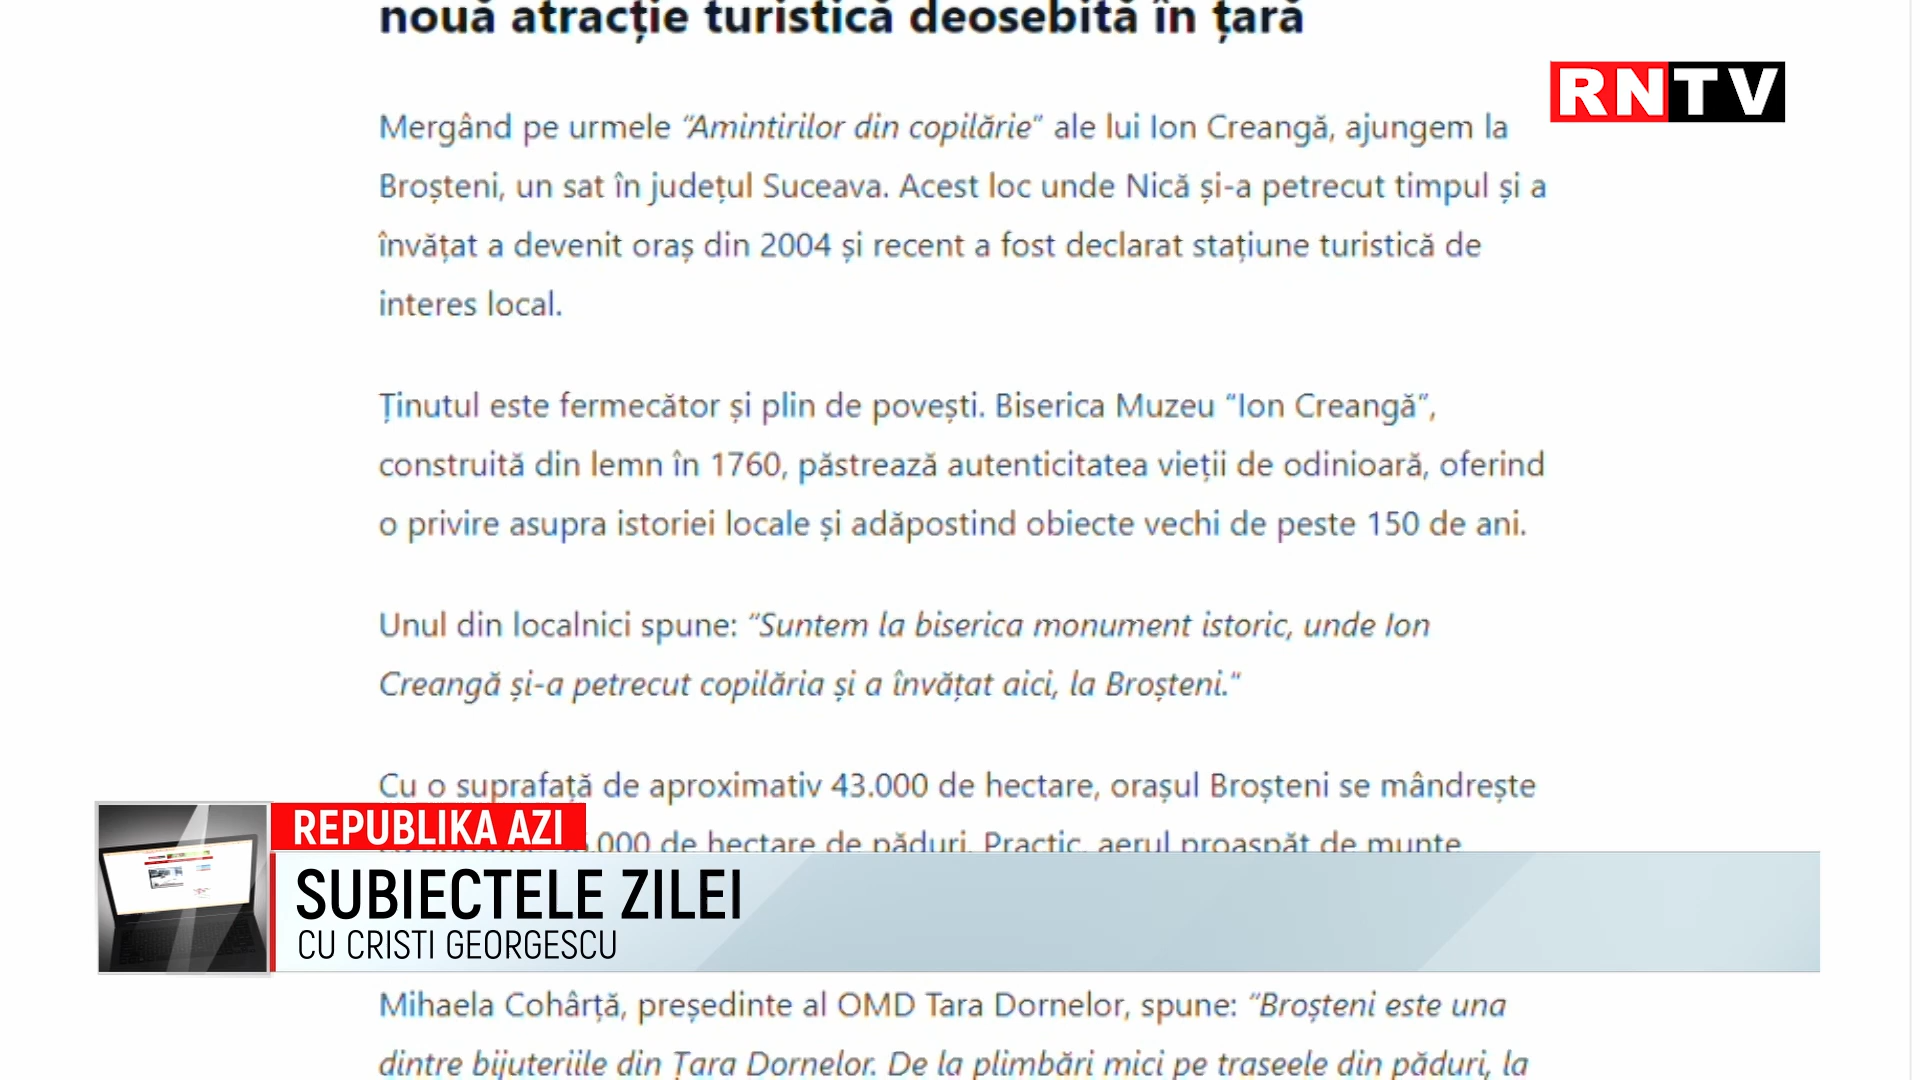 nouă atracție turistică deosebită în țară
RNTV
Mergând pe urmele “Amintirilor din copilărie” ale lui Ion Creangă, ajungem la
Broșteni, un sat în județul Suceava. Acest loc unde Nică și-a petrecut timpul și a
învățat a devenit oraș din 2004 și recent a fost declarat stațiune turistică de
interes local.
Ținutul este fermecător și plin de povești. Biserica Muzeu “Ion Creangă”,
construită din lemn în 1760, păstrează autenticitatea vieții de odinioară, oferind
o privire asupra istoriei locale și adăpostind obiecte vechi de peste 150 de ani.
Unul din localnici spune: “Suntem la biserica monument istoric, unde Ion
Creangă și-a petrecut copilăria și a învățat aici, la Broșteni.”
Cu o suprafață de aproximativ 43.000 de hectare, orașul Broșteni se mândrește
de hectare de păduri. Practic, aerul proaspăt de munte
REPUBLIKA AZI
SUBIECTELE ZILEI
CU CRISTI GEORGESCU
Mihaela Cohârță, președinte al OMD Tara Dornelor, spune: “Broșteni este una
dintre bijuteriile din Țara Dornelor. De la plimbări mici pe traseele din păduri, la